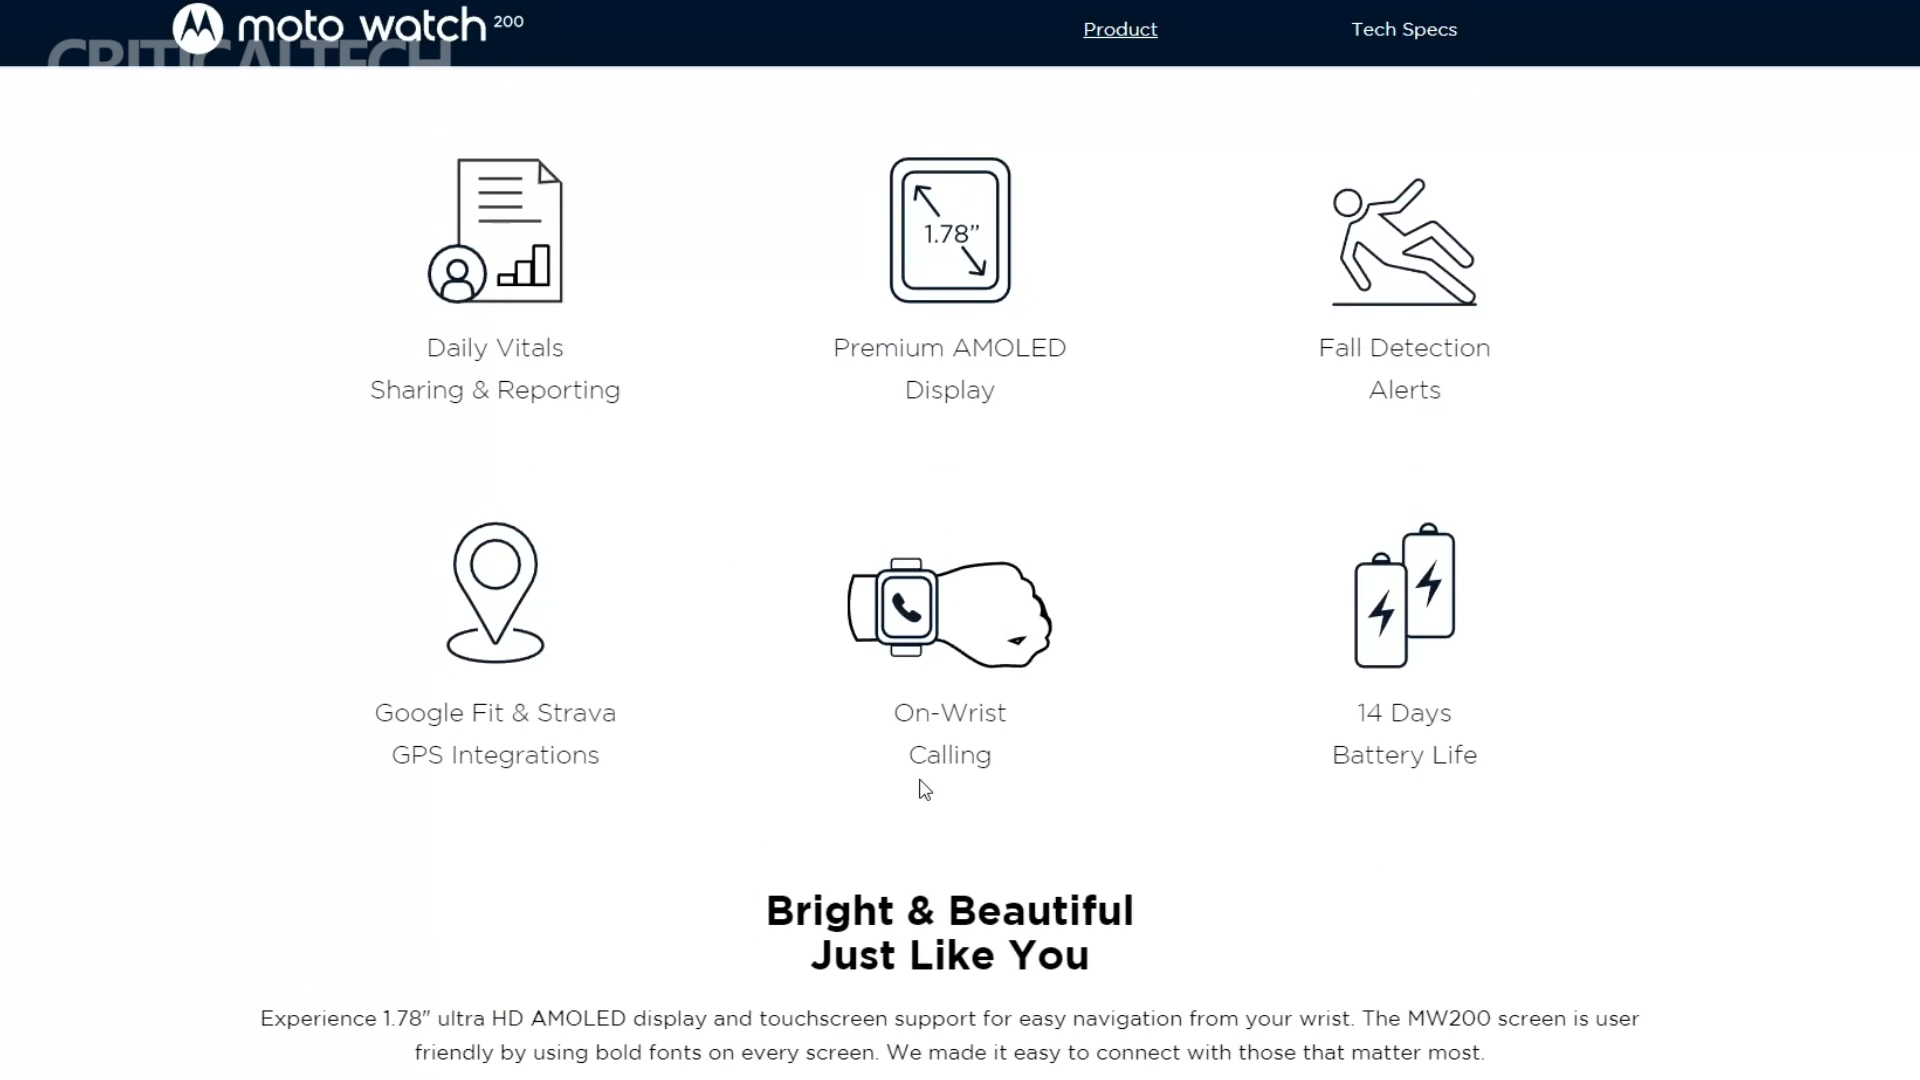 moto watch 200
Product
Tech Specs
CRITICALTECH
1.78”
Daily Vitals
Sharing & Reporting
Premium AMOLED
Display
Fall Detection
Alerts
Google Fit & Strava
GPS Integrations
On-Wrist
Calling
14 Days
Battery Life
Bright & Beautiful
Just Like You
Experience 1.78" ultra HD AMOLED display and touchscreen support for easy navigation from your wrist. The MW200 screen is user
friendly by using bold fonts on every screen. We made it easy to connect with those that matter most.